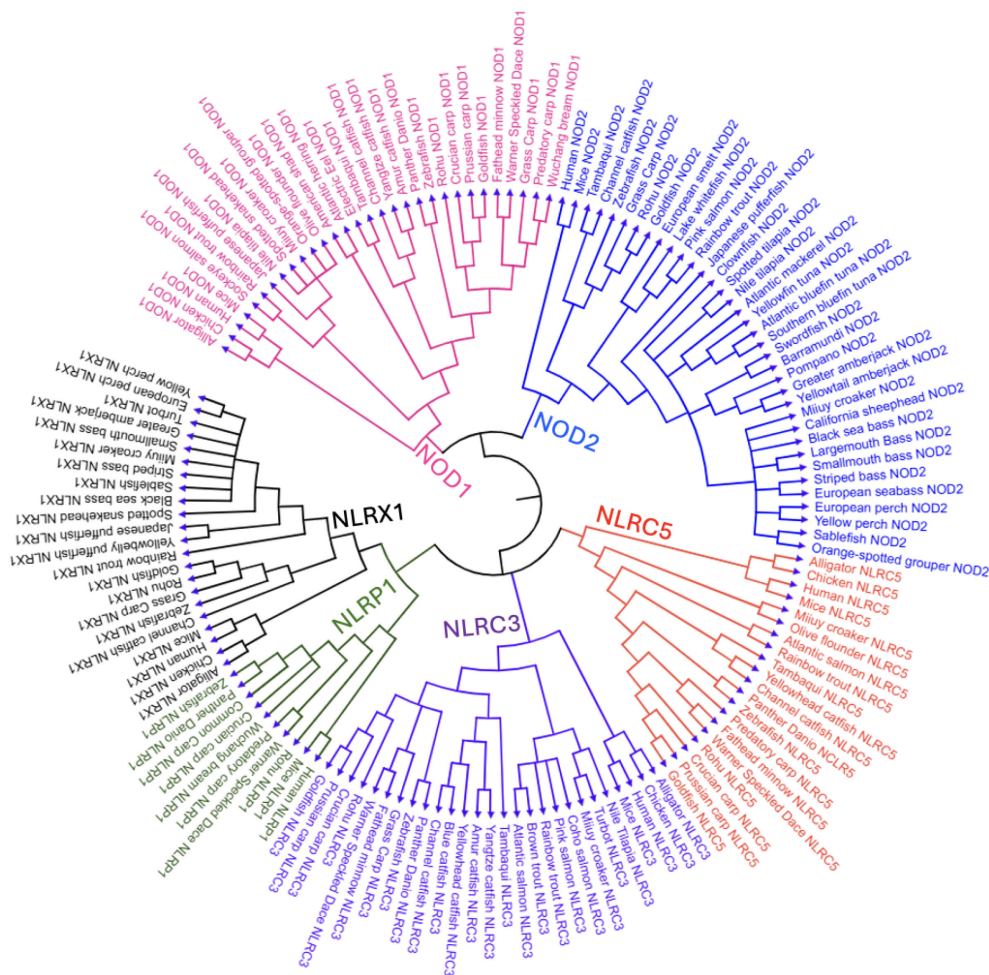 Alligator NOD1
Chicken NOD1
Human NOD1
Mice NOD1
Sockeye salmon NOD1
Rainbow trout NOD1
Japanese pufferfish NOD1
Nile tilapia NOD1
Spotted snakehead NOD1
Miiuy croaker NOD1
Orange-spotted grouper NOD1
Olive flounder NOD1
American shad NOD1
Atlantic herring NOD1
Electric Eel NOD1
Tambaqui NOD1
Channel catfish NOD1
Yangtze catfish NOD1
Amur catfish NOD1
Panther Danio NOD1
Zebrafish NOD1
Rohu NOD1
Crucian carp NOD1
Prussian carp NOD1
Goldfish NOD1
Fathead minnow NOD1
Warner Speckled Dace NOD1
Grass Carp NOD1
Predatory carp NOD1
Wuchang bream NOD1
Human NOD2
Mice NOD2
Tambaqui NOD2
Channel catfish NOD2
Zebrafish NOD2
Grass Carp NOD2
Rohu NOD2
Goldfish NOD2
European smelt NOD2
Lake whitefish NOD2
Pink salmon NOD2
Rainbow trout NOD2
Japanese pufferfish NOD2
Clownfish NOD2
Spotted tilapia NOD2
Nile tilapia NOD2
Atlantic mackerel NOD2
Yellowfin tuna NOD2
Atlantic bluefin tuna NOD2
Southern bluefin tuna NOD2
Swordfish NOD2
Barramundi NOD2
Pompano NOD2
Greater amberjack NOD2
Yellowtail amberjack NOD2
Miiuy croaker NOD2
California sheephead NOD2
Black sea bass NOD2
Largemouth Bass NOD2
Smallmouth bass NOD2
Striped bass NOD2
European seabass NOD2
European perch NOD2
Yellow perch NOD2
Sablefish NOD2
Orange-spotted grouper NOD2
Alligator NLRC5
Chicken NLRC5
Human NLRC5
Mice NLRC5
Miiuy croaker NLRC5
Olive flounder NLRC5
Atlantic salmon NLRC5
Rainbow trout NLRC5
Tambaqui NLRC5
Yellowhead catfish NLRC5
Channel catfish NLRC5
Panther Danio NCLR5
Zebrafish NLRC5
Predatory carp NLRC5
Fathead minnow NLRC5
Warner Speckled Dace NLRC5
Rohu NLRC5
Crucian carp NLRC5
Prussian carp NLRC5
Goldfish NLRC5
Alligator NLRC3
Chicken NLRC3
Human NLRC3
Mice NLRC3
Nile Tilapia NLRC3
Turbot NLRC3
Miiuy croaker NLRC3
Coho salmon NLRC3
Pink salmon NLRC3
Rainbow trout NLRC3
Brown trout NLRC3
Atlantic salmon NLRC3
Tambaqui NLRC3
Yangtze catfish NLRC3
Amur catfish NLRC3
Yellowhead catfish NLRC3
Blue catfish NLRC3
Channel catfish NLRC3
Panther Danio NLRC3
Zebrafish NLRC3
Grass Carp NLRC3
Fathead minnow NLRC3
Warner Speckled Dace NLRC3
Rohu NLRC3
Crucian carp NLRC3
Prussian carp NLRC3
Goldfish NLRC3
Human NLRP1
Mice NLRP1
Rohu NLRP1
Warner Speckled Dace NLRP1
Predatory carp NLRP1
Wuchang bream NLRP1
Crucian carp NLRP1
Common Carp NLRP1
Panther Danio NLRP1
Zebrafish NLRP1
Alligator NLRX1
Chicken NLRX1
Human NLRX1
Mice NLRX1
Channel catfish NLRX1
Zebrafish NLRX1
Grass Carp NLRX1
Rohu NLRX1
Goldfish NLRX1
Rainbow trout NLRX1
Yellowbelly pufferfish NLRX1
Japanese pufferfish NLRX1
Spotted snakehead NLRX1
Black sea bass NLRX1
Sablefish NLRX1
Striped bass NLRX1
Miiuy croaker NLRX1
Smallmouth bass NLRX1
Greater amberjack NLRX1
Turbot NLRX1
European perch NLRX1
Yellow perch NLRX1
NOD1
NOD2
NLRX1
NLRC5
NLRP1
NLRC3